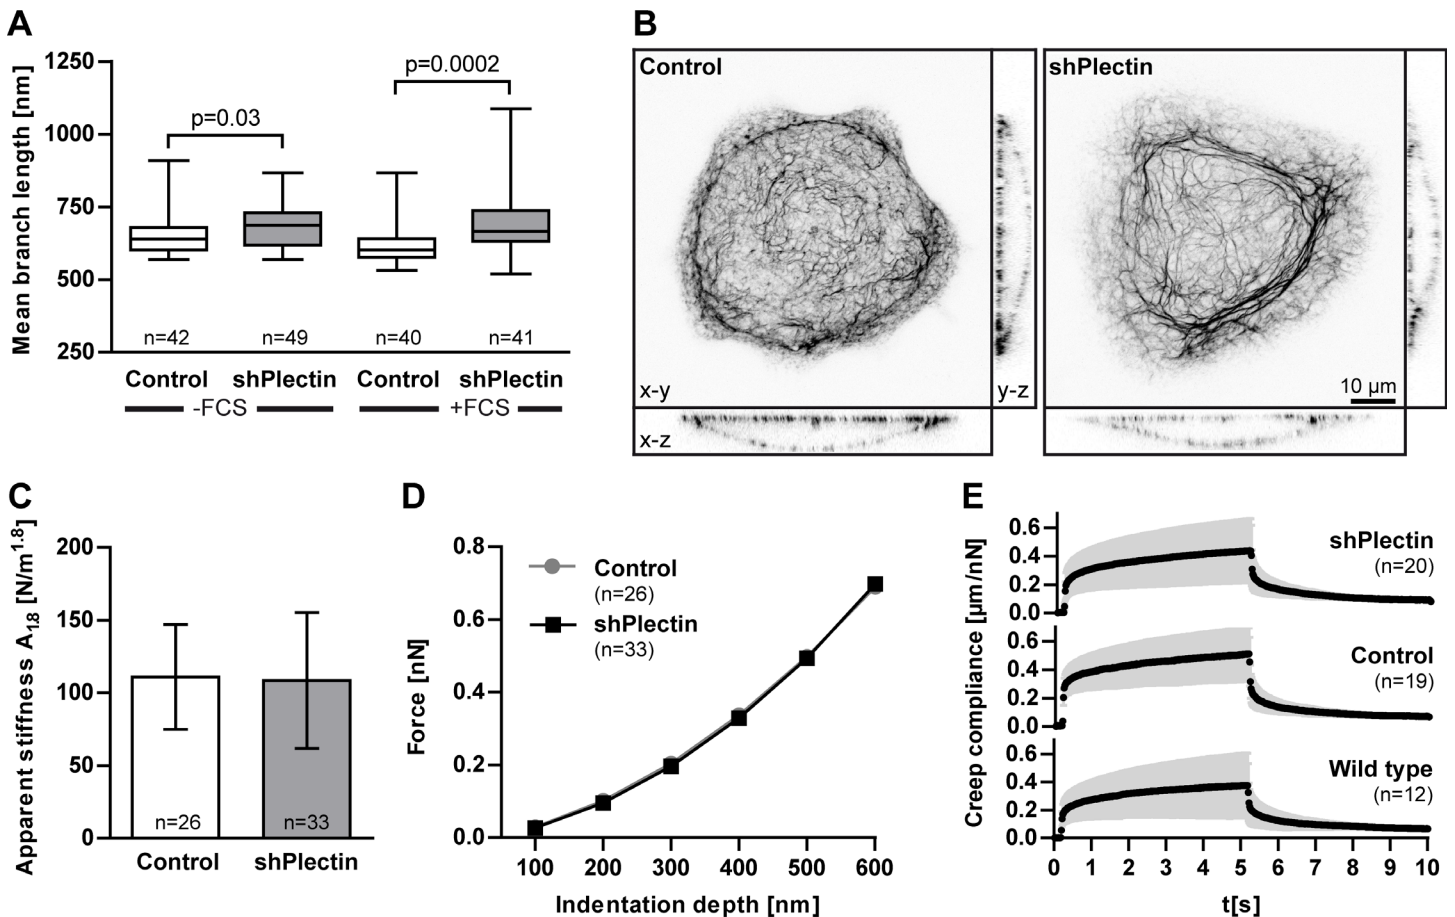 A
Mean branch length [nm]
1250
1000
750
500
250
p=0.03
p=0.0002
n=42
n=49
n=40
n=41
Control
shPlectin
Control
shPlectin
-FCS
+FCS
B
Control
x-y
y-z
x-z
shPlectin
10 µm
C
Apparent stiffness A1.8 [N/m^1.8]
200
150
100
50
0
n=26
n=33
Control
shPlectin
D
Force [nN]
0.8
0.6
0.4
0.2
0.0
Control
(n=26)
shPlectin
(n=33)
100
200
300
400
500
600
Indentation depth [nm]
E
Creep compliance [µm/nN]
0.6
0.4
0.2
0.0
shPlectin
(n=20)
0.6
0.4
0.2
0.0
Control
(n=19)
0.6
0.4
0.2
0.0
Wild type
(n=12)
0
1
2
3
4
5
6
7
8
9
10
t[s]